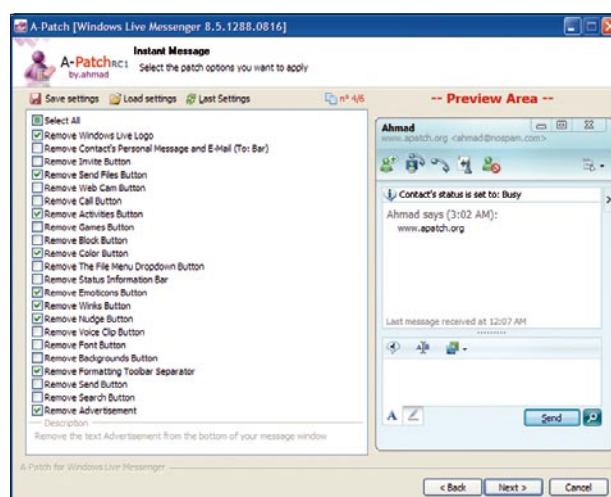 A-Patch [Windows Live Messenger 8.5.1288.0816]
Instant Message
A-PatchRC1
by.ahmad
Select the patch options you want to apply
Save settings Load settings Last Settings nº 4/6
-- Preview Area --
Select All
Remove Windows Live Logo
Remove Contact's Personal Message and E-Mail (To: Bar)
Remove Invite Button
Remove Send Files Button
Remove Web Cam Button
Remove Call Button
Remove Activities Button
Remove Games Button
Remove Block Button
Remove Color Button
Remove The File Menu Dropdown Button
Remove Status Information Bar
Remove Emoticons Button
Remove Winks Button
Remove Nudge Button
Remove Voice Clip Button
Remove Font Button
Remove Backgrounds Button
Remove Formatting Toolbar Separator
Remove Send Button
Remove Search Button
Remove Advertisement
Description
Remove the text Advertisement from the bottom of your message window
Ahmad
www.apatch.org <ahmad@nospam.com>
Contact's status is set to: Busy
Ahmad says (3:02 AM):
www.apatch.org
Last message received at 12:07 AM
A
Send
A-Patch for Windows Live Messenger
< Back Next > Cancel